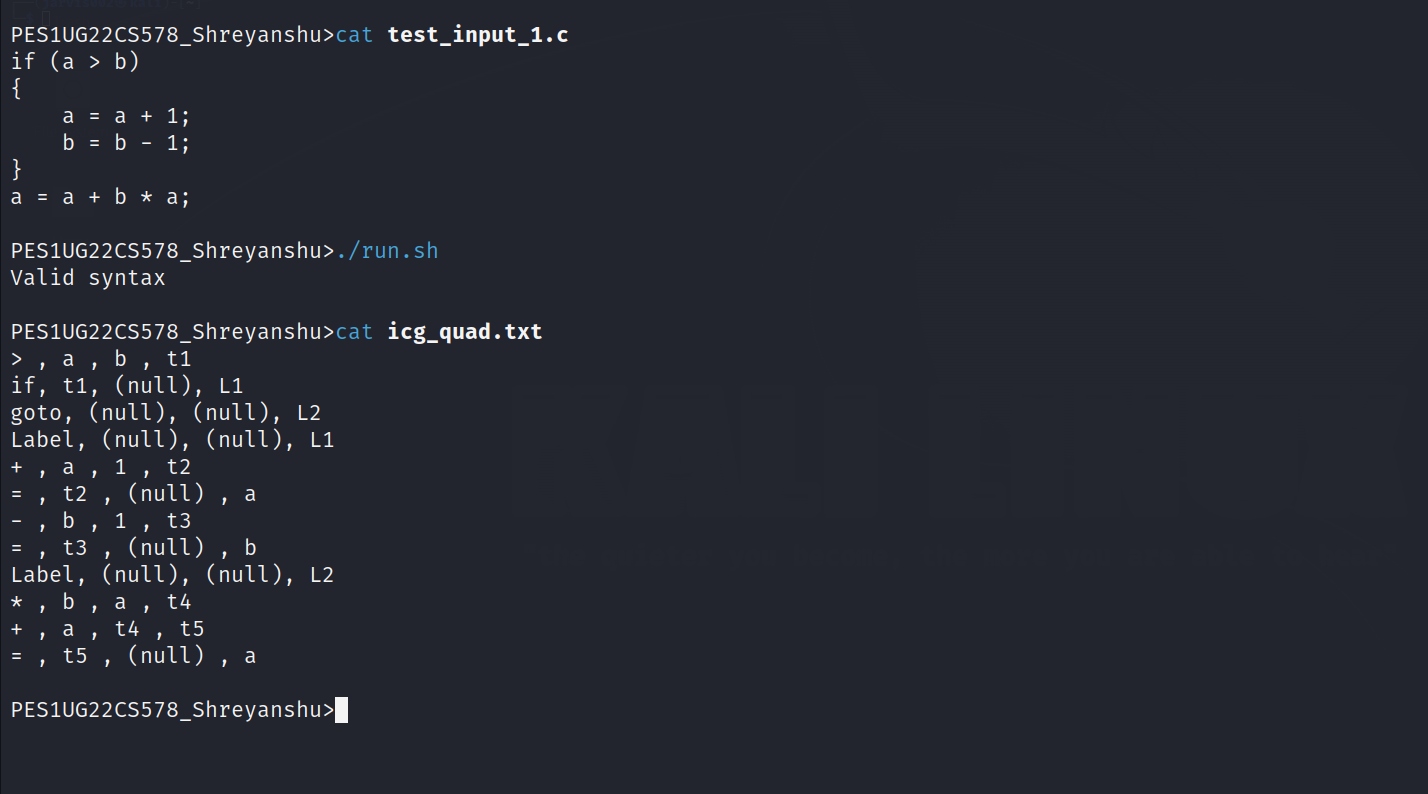 PES1UG22CS578_Shreyanshu>cat test_input_1.c
if (a > b)
{
    a = a + 1;
    b = b - 1;
}
a = a + b * a;
PES1UG22CS578_Shreyanshu>./run.sh
Valid syntax
PES1UG22CS578_Shreyanshu>cat icg_quad.txt
> , a , b , t1
if, t1, (null), L1
goto, (null), (null), L2
Label, (null), (null), L1
+ , a , 1 , t2
= , t2 , (null) , a
- , b , 1 , t3
= , t3 , (null) , b
Label, (null), (null), L2
* , b , a , t4
+ , a , t4 , t5
= , t5 , (null) , a
PES1UG22CS578_Shreyanshu>